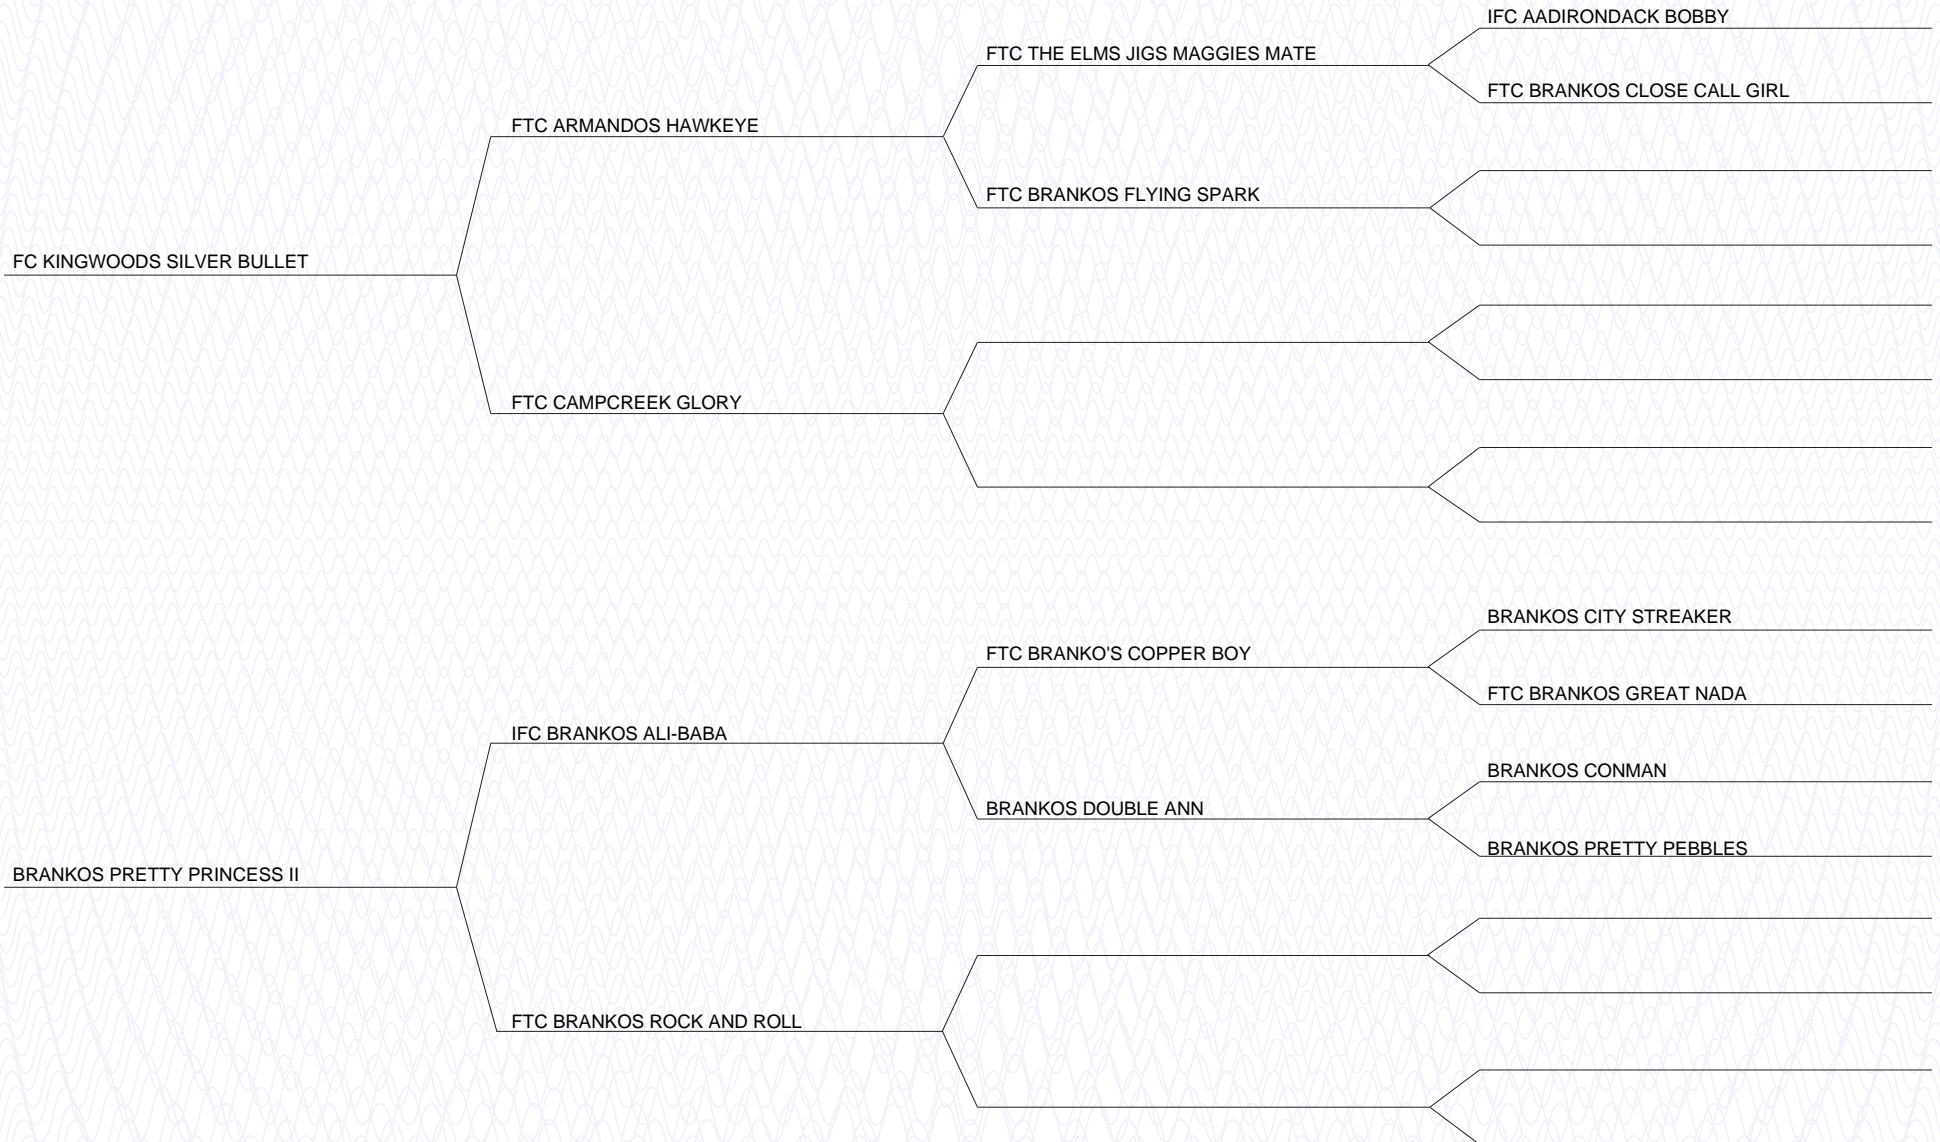 IFC AADIRONDACK BOBBY
FTC THE ELMS JIGS MAGGIES MATE
FTC BRANKOS CLOSE CALL GIRL
FTC ARMANDOS HAWKEYE
FTC BRANKOS FLYING SPARK
FC KINGWOODS SILVER BULLET
FTC CAMPCREEK GLORY
BRANKOS CITY STREAKER
FTC BRANKO'S COPPER BOY
FTC BRANKOS GREAT NADA
IFC BRANKOS ALI-BABA
BRANKOS CONMAN
BRANKOS DOUBLE ANN
BRANKOS PRETTY PEBBLES
BRANKOS PRETTY PRINCESS II
FTC BRANKOS ROCK AND ROLL